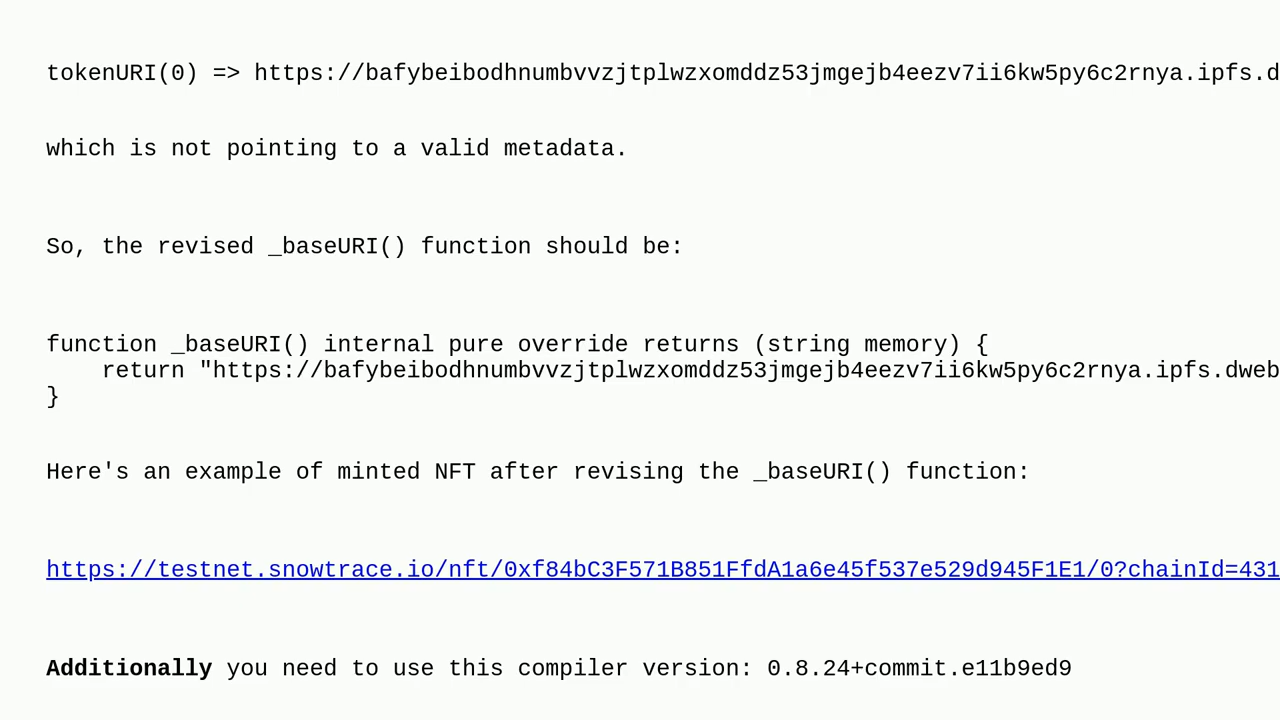 tokenURI(0) => https://bafybeibodhnumbvvzjtplwzxomddz53jmgejb4eezv7ii6kw5py6c2rnya.ipfs.d
which is not pointing to a valid metadata.
So, the revised _baseURI() function should be:
function _baseURI() internal pure override returns (string memory) {
    return "https://bafybeibodhnumbvvzjtplwzxomddz53jmgejb4eezv7ii6kw5py6c2rnya.ipfs.dweb
}
Here's an example of minted NFT after revising the _baseURI() function:
https://testnet.snowtrace.io/nft/0xf84bC3F571B851FfdA1a6e45f537e529d945F1E1/0?chainId=431
Additionally you need to use this compiler version: 0.8.24+commit.e11b9ed9